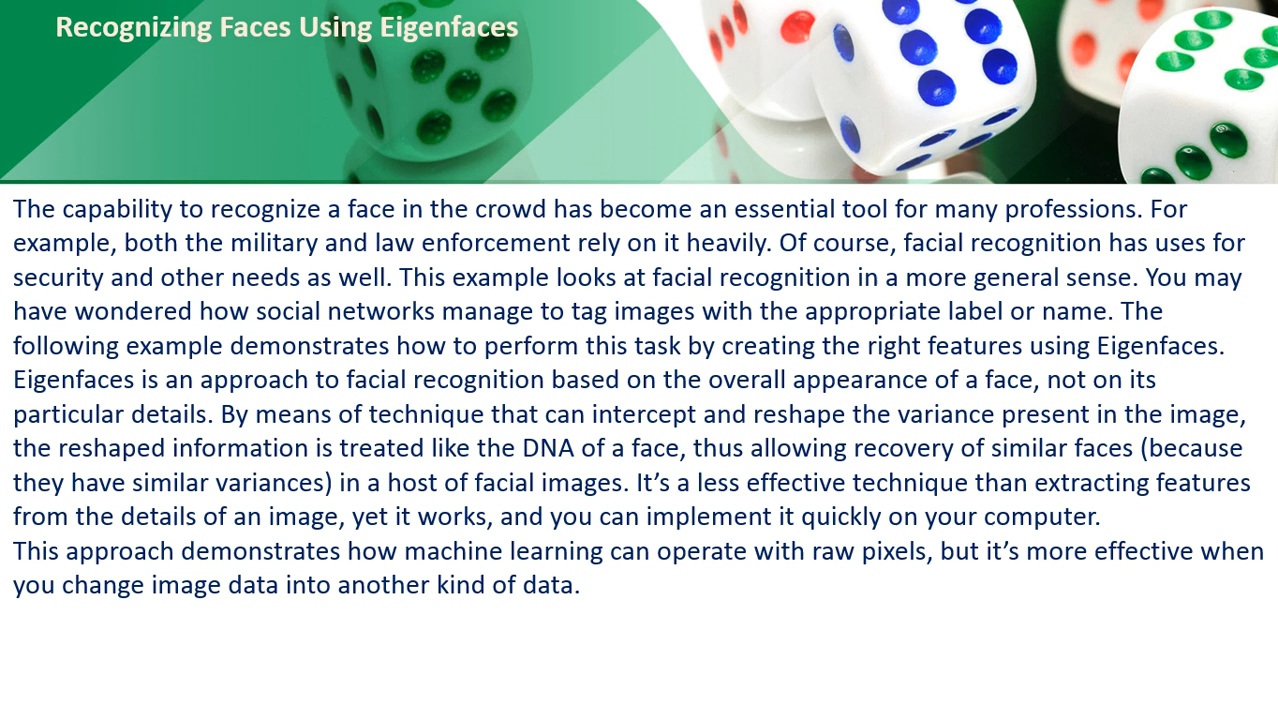 Recognizing Faces Using Eigenfaces
The capability to recognize a face in the crowd has become an essential tool for many professions. For
example, both the military and law enforcement rely on it heavily. Of course, facial recognition has uses for
security and other needs as well. This example looks at facial recognition in a more general sense. You may
have wondered how social networks manage to tag images with the appropriate label or name. The
following example demonstrates how to perform this task by creating the right features using Eigenfaces.
Eigenfaces is an approach to facial recognition based on the overall appearance of a face, not on its
particular details. By means of technique that can intercept and reshape the variance present in the image,
the reshaped information is treated like the DNA of a face, thus allowing recovery of similar faces (because
they have similar variances) in a host of facial images. It’s a less effective technique than extracting features
from the details of an image, yet it works, and you can implement it quickly on your computer.
This approach demonstrates how machine learning can operate with raw pixels, but it’s more effective when
you change image data into another kind of data.